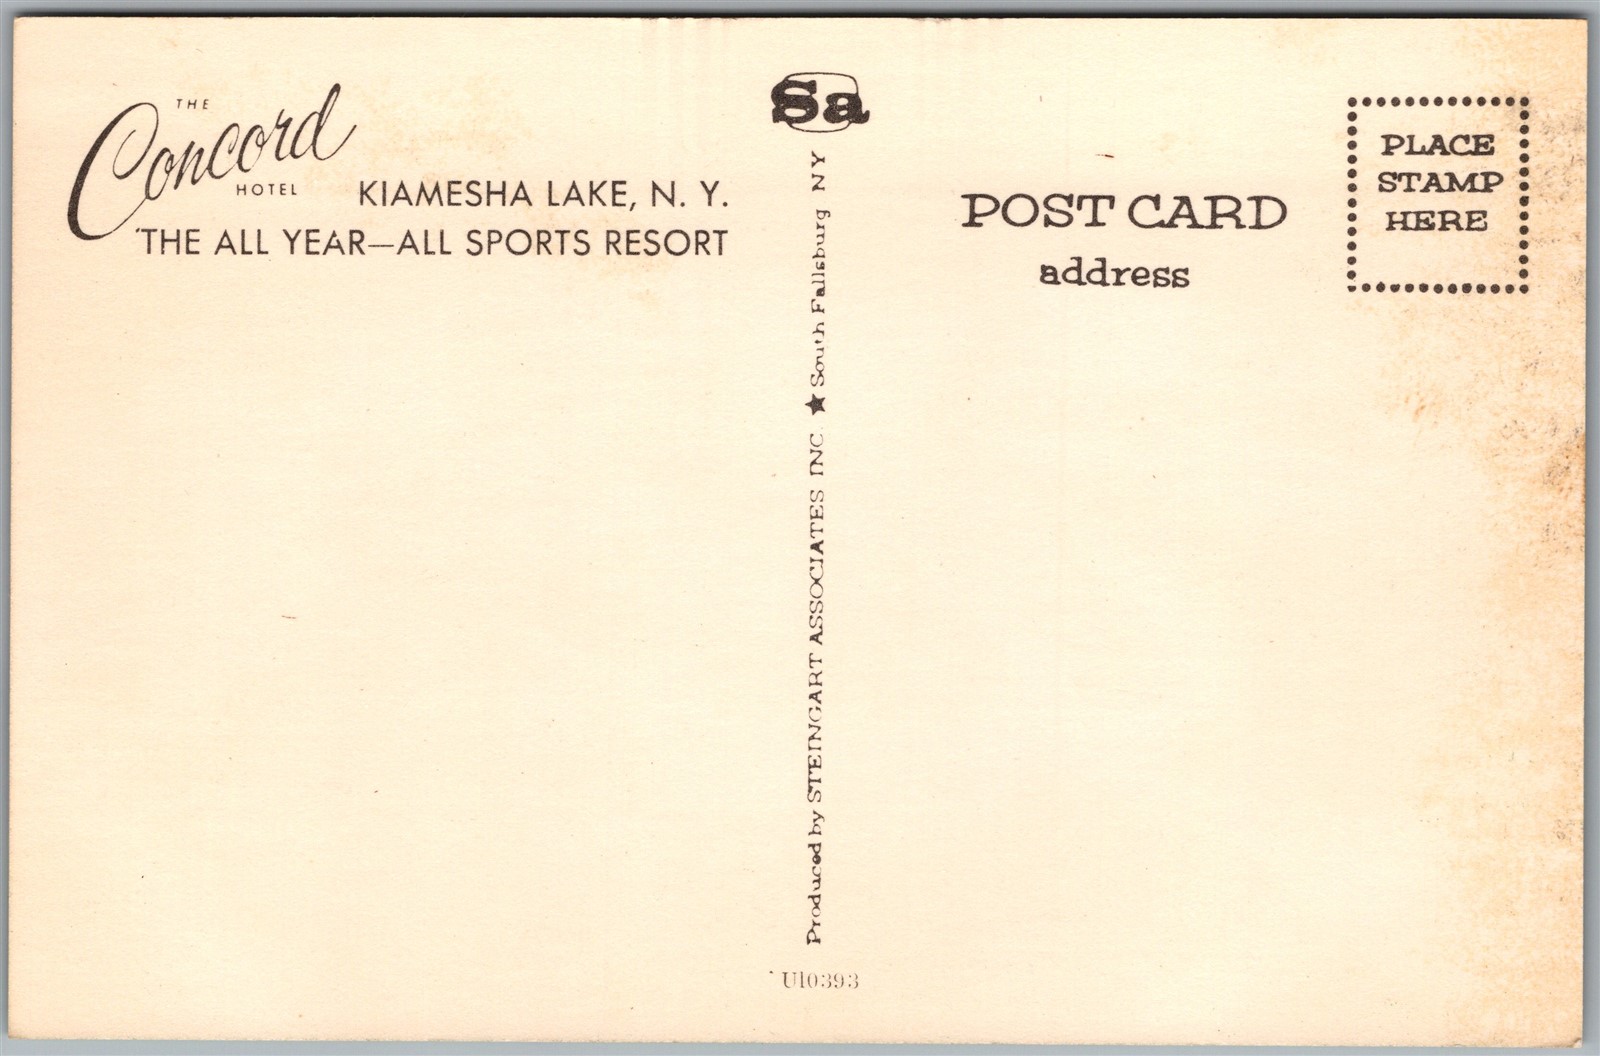 THE
Concord
HOTEL
KIAMESHA LAKE, N. Y.
THE ALL YEAR—ALL SPORTS RESORT
Sa
Produced by STEINGART ASSOCIATES INC. ★ South Fallsburg NY
U10393
POST CARD
address
PLACE
STAMP
HERE